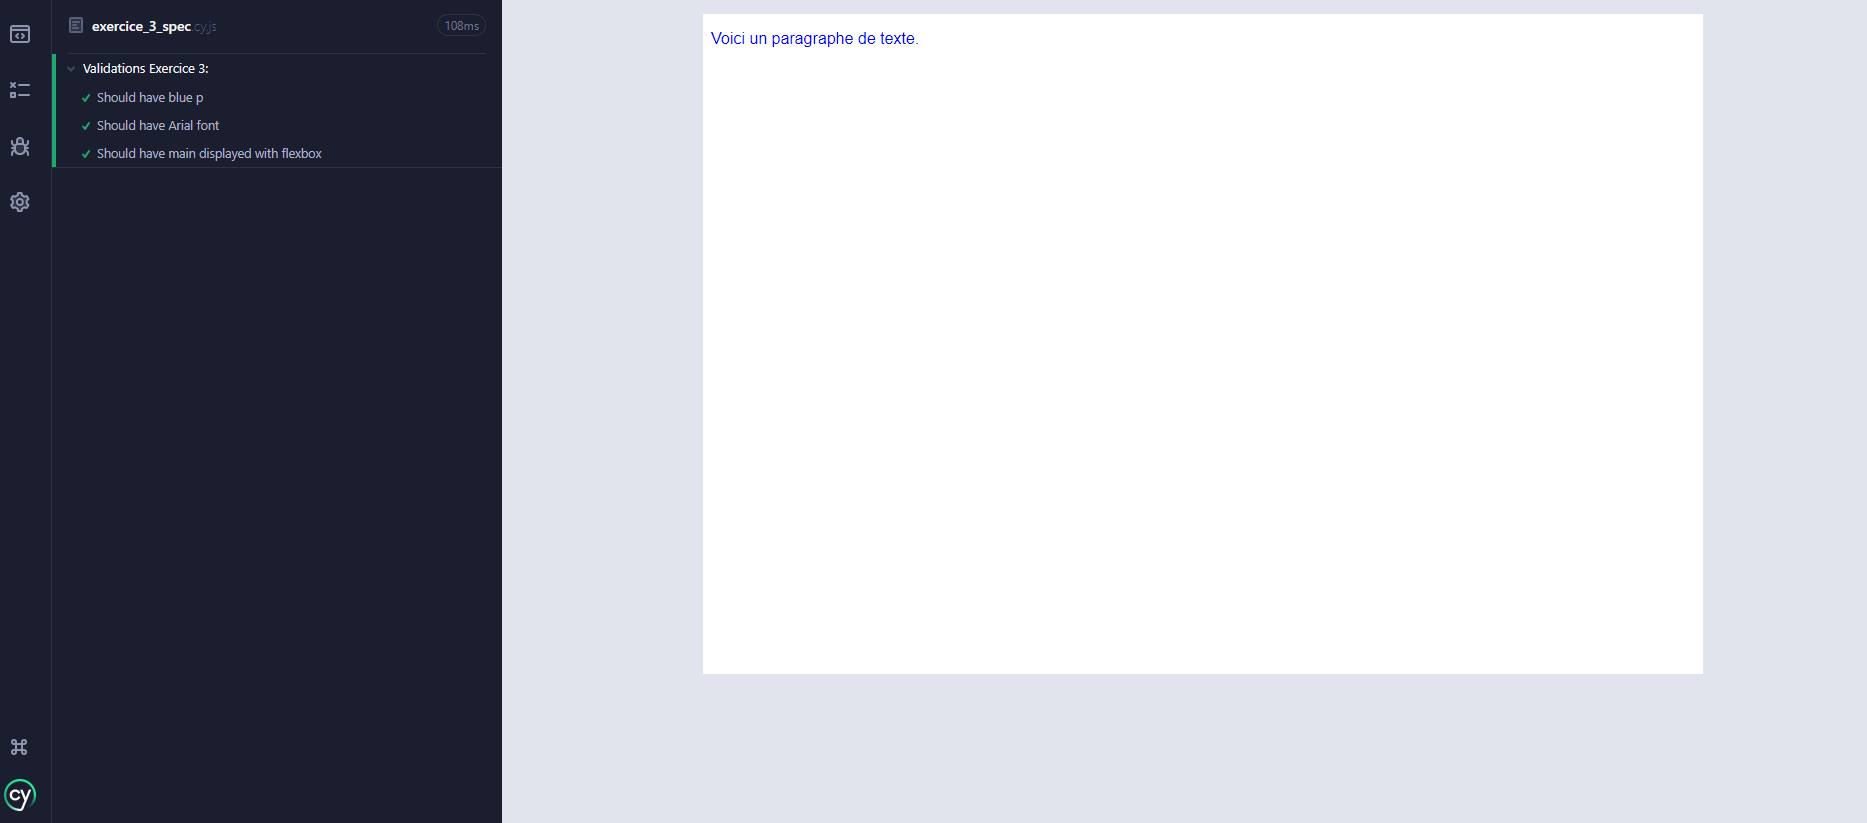 exercice_3_spec.cy.js
108ms
Validations Exercice 3:
Should have blue p
Should have Arial font
Should have main displayed with flexbox
cy
Voici un paragraphe de texte.